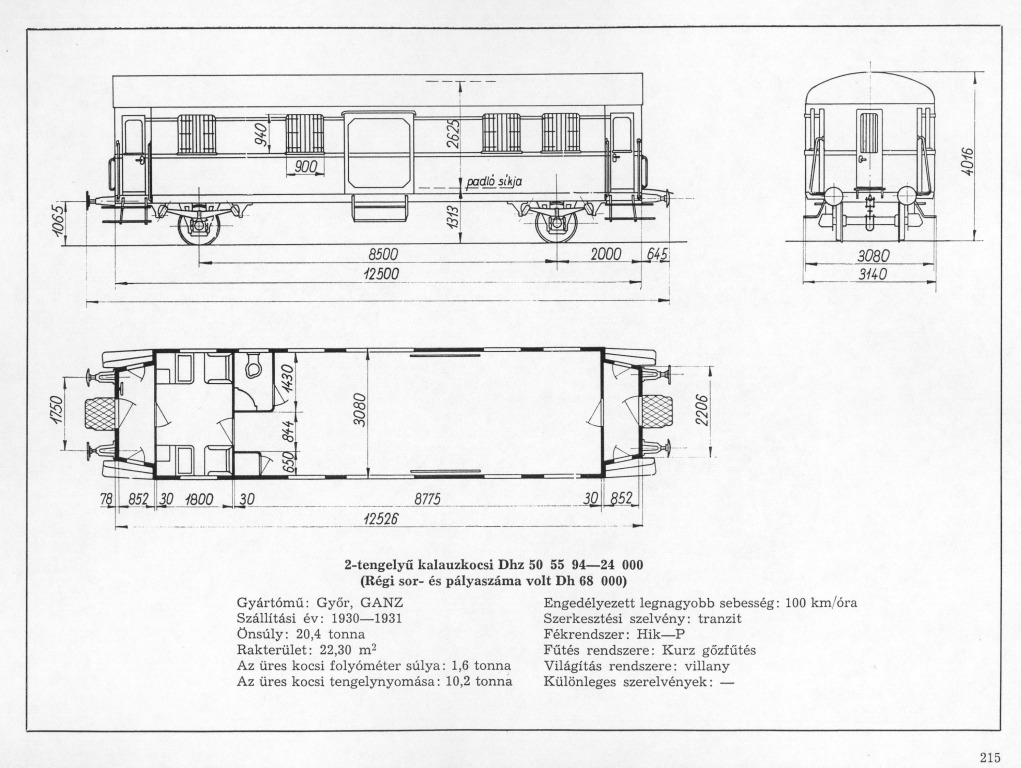 940
900
2625
padló síkja
4016
1065
1313
8500
2000
645
12500
3080
3140
1750
1430
844
650
3080
2206
78
852
30
1800
30
8775
30
852
12526
2-tengelyű kalauzkocsi Dhz 50 55 94—24 000
(Régi sor- és pályaszáma volt Dh 68 000)
Gyártómű: Győr, GANZ
Szállítási év: 1930—1931
Önsúly: 20,4 tonna
Rakterület: 22,30 m²
Az üres kocsi folyóméter súlya: 1,6 tonna
Az üres kocsi tengelynyomása: 10,2 tonna
Engedélyezett legnagyobb sebesség: 100 km/óra
Szerkesztési szelvény: tranzit
Fékrendszer: Hik—P
Fűtés rendszere: Kurz gőzfűtés
Világítás rendszere: villany
Különleges szerelvények: —
215